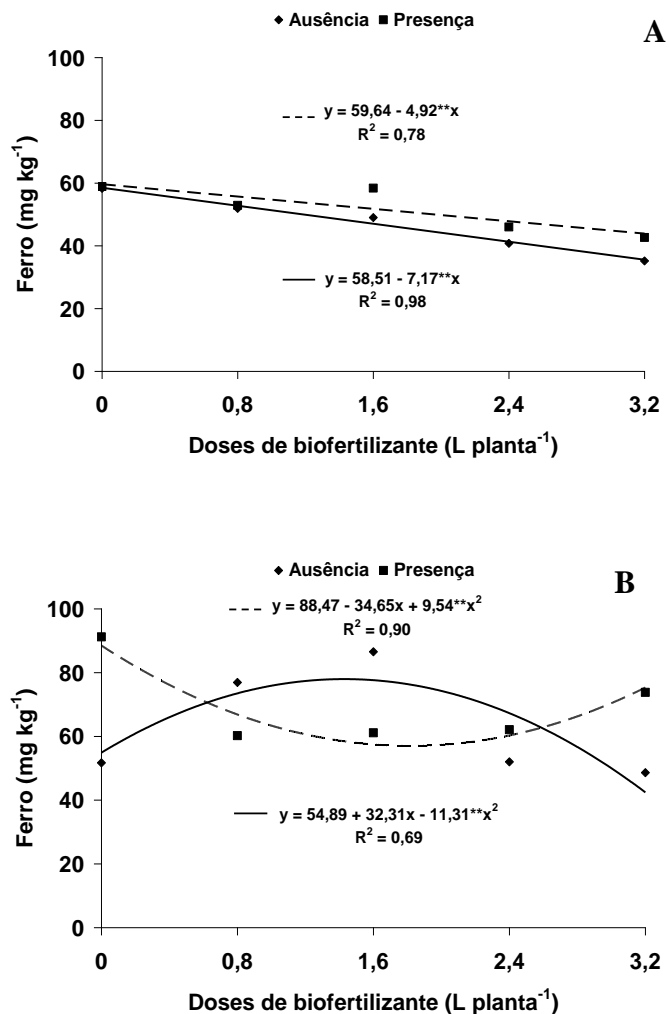 ◆ Ausência ■ Presença
A
100
80
60
40
20
0
Ferro (mg kg⁻¹)
y = 59,64 - 4,92**x
R² = 0,78
y = 58,51 - 7,17**x
R² = 0,98
0 0,8 1,6 2,4 3,2
Doses de biofertilizante (L planta⁻¹)
◆ Ausência ■ Presença
B
100
80
60
40
20
0
Ferro (mg kg⁻¹)
y = 88,47 - 34,65x + 9,54**x²
R² = 0,90
y = 54,89 + 32,31x - 11,31**x²
R² = 0,69
0 0,8 1,6 2,4 3,2
Doses de biofertilizante (L planta⁻¹)